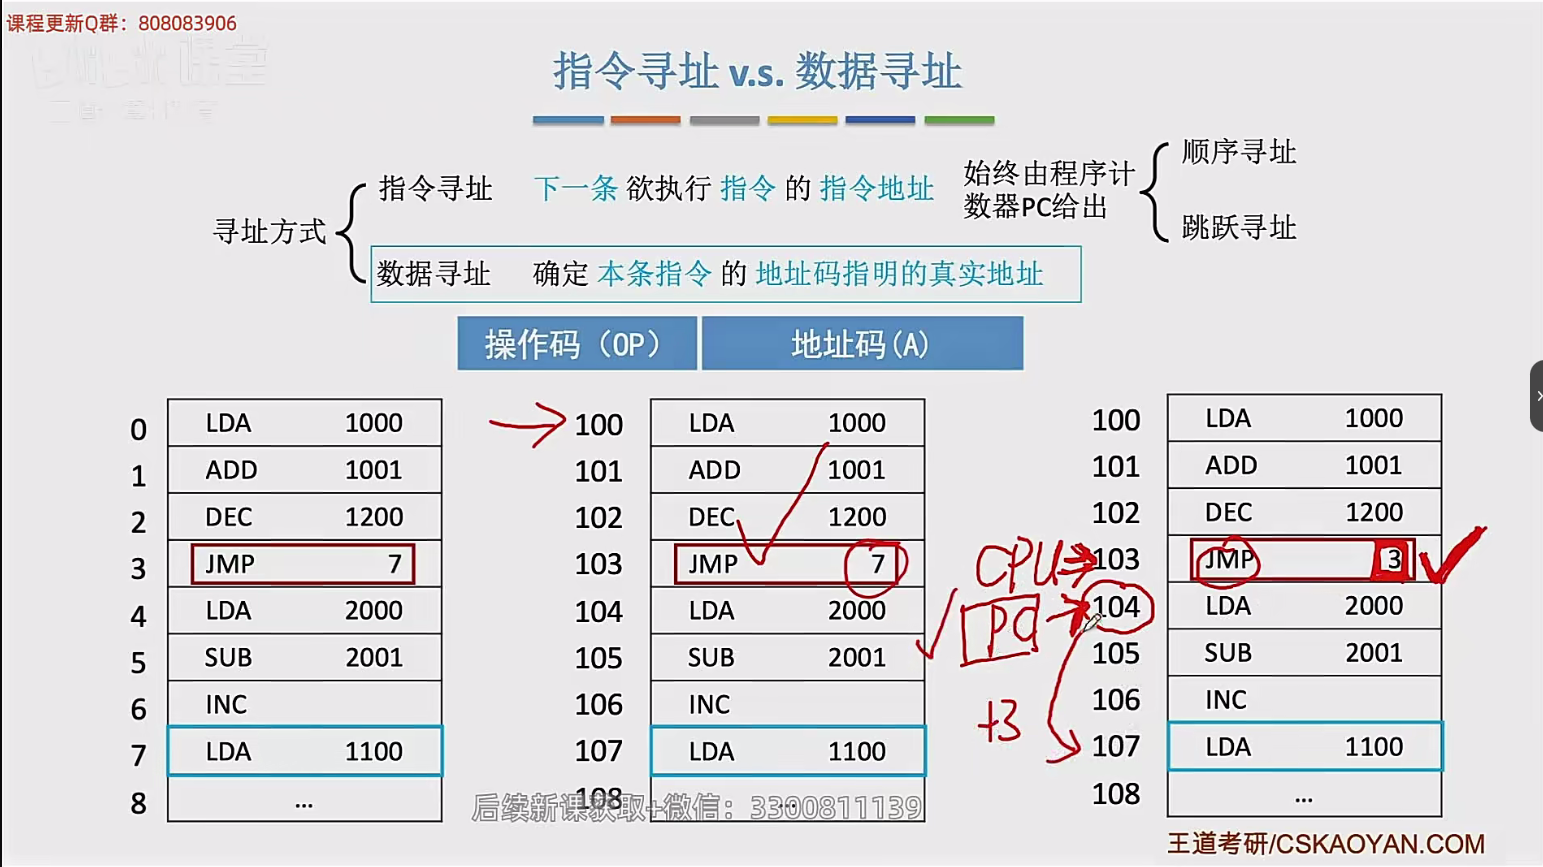 课程更新Q群：808083906
指令寻址 v.s. 数据寻址
寻址方式
指令寻址 下一条 欲执行 指令 的 指令地址
始终由程序计
数器PC给出
顺序寻址
跳跃寻址
数据寻址 确定 本条指令 的 地址码指明的真实地址
操作码（OP） 地址码(A)
0 LDA 1000
1 ADD 1001
2 DEC 1200
3 JMP 7
4 LDA 2000
5 SUB 2001
6 INC
7 LDA 1100
8 ...
100 LDA 1000
101 ADD 1001
102 DEC 1200
103 JMP 7
104 LDA 2000
105 SUB 2001
106 INC
107 LDA 1100
108 ...
CPU
PC
+3
100 LDA 1000
101 ADD 1001
102 DEC 1200
103 JMP 3
104 LDA 2000
105 SUB 2001
106 INC
107 LDA 1100
108 ...
后续新课获取+微信：3300811139
王道考研/CSKAOYAN.COM